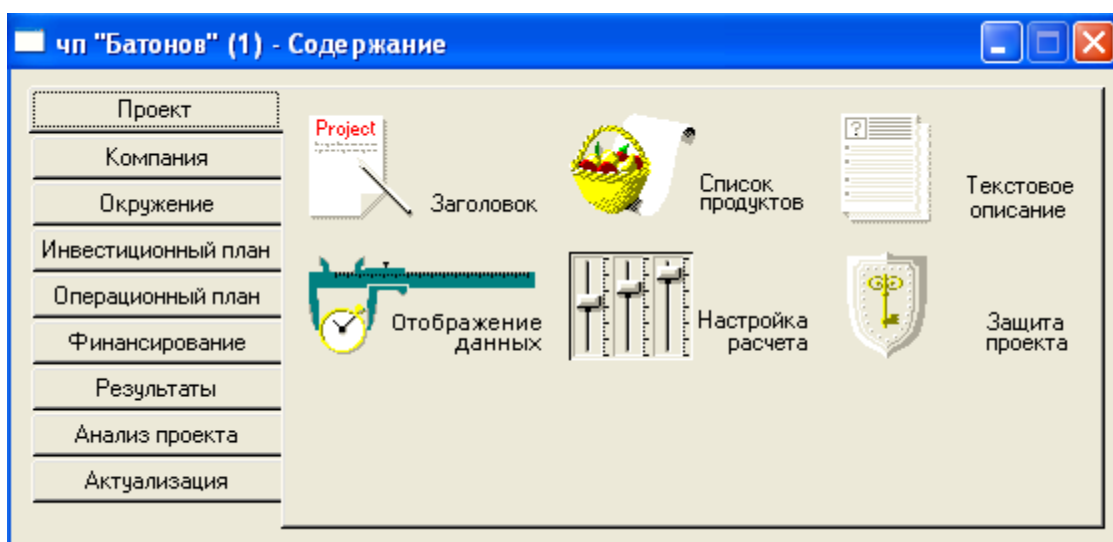 чп "Батонов" (1) - Содержание
Проект
Компания
Окружение
Инвестиционный план
Операционный план
Финансирование
Результаты
Анализ проекта
Актуализация
Project
Заголовок
Список
продуктов
?
Текстовое
описание
Отображение
данных
Настройка
расчета
Защита
проекта